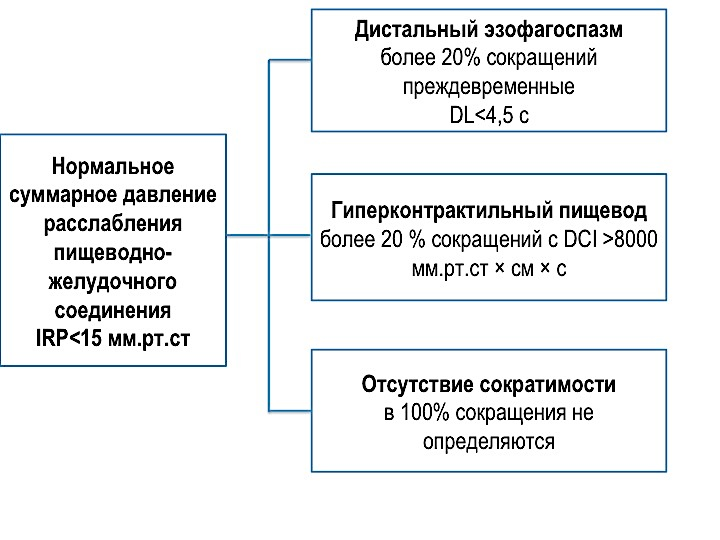 Нормальное
суммарное давление
расслабления
пищеводно-
желудочного
соединения
IRP<15 мм.рт.ст
Дистальный эзофагоспазм
более 20% сокращений
преждевременные
DL<4,5 с
Гиперконтрактильный пищевод
более 20 % сокращений с DCI >8000
мм.рт.ст × см × с
Отсутствие сократимости
в 100% сокращения не
определяются